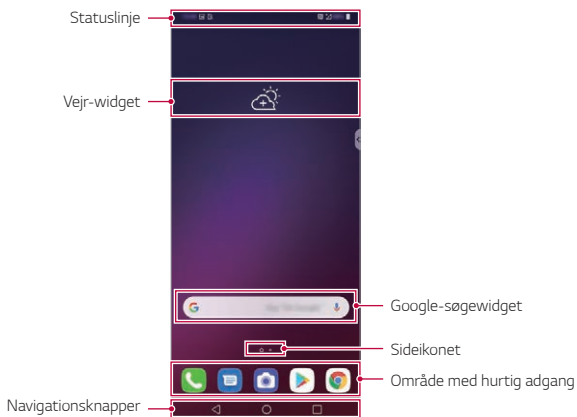 Statuslinje
Vejr-widget
Google-søgewidget
Sideikonet
Område med hurtig adgang
Navigationsknapper